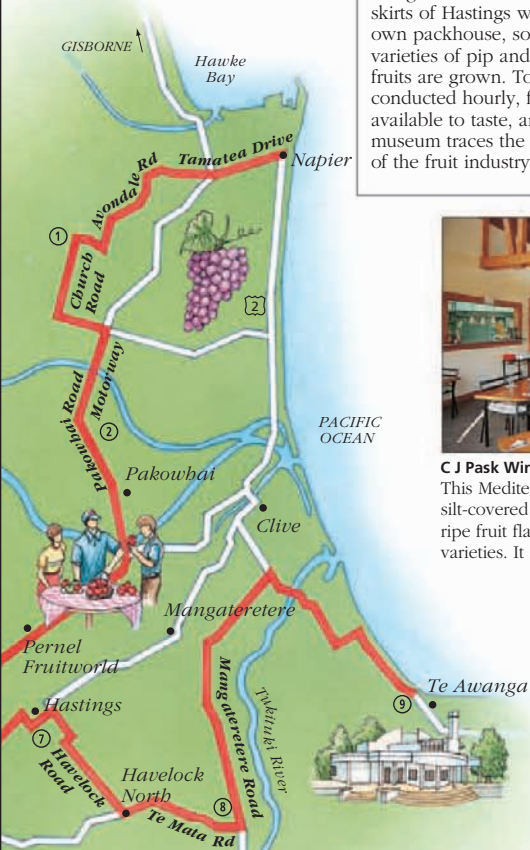 skirts of Hastings w
own packhouse, so
varieties of pip and
fruits are grown. To
conducted hourly, f
available to taste, a
museum traces the
of the fruit industry
GISBORNE
Hawke
Bay
Tamatea Drive
Napier
Avondale Rd
1
Church
Road
2
Motorway
Pakowhai Road
2
PACIFIC
OCEAN
Pakowhai
Clive
C J Pask Win
This Medite
silt-covered
ripe fruit fla
varieties. It
Mangateretere
Pernel
Fruitworld
Mangateretere Road
Tukituki River
Te Awanga
9
Hastings
7
Havelock
Road
Havelock
North
8
Te Mata Rd